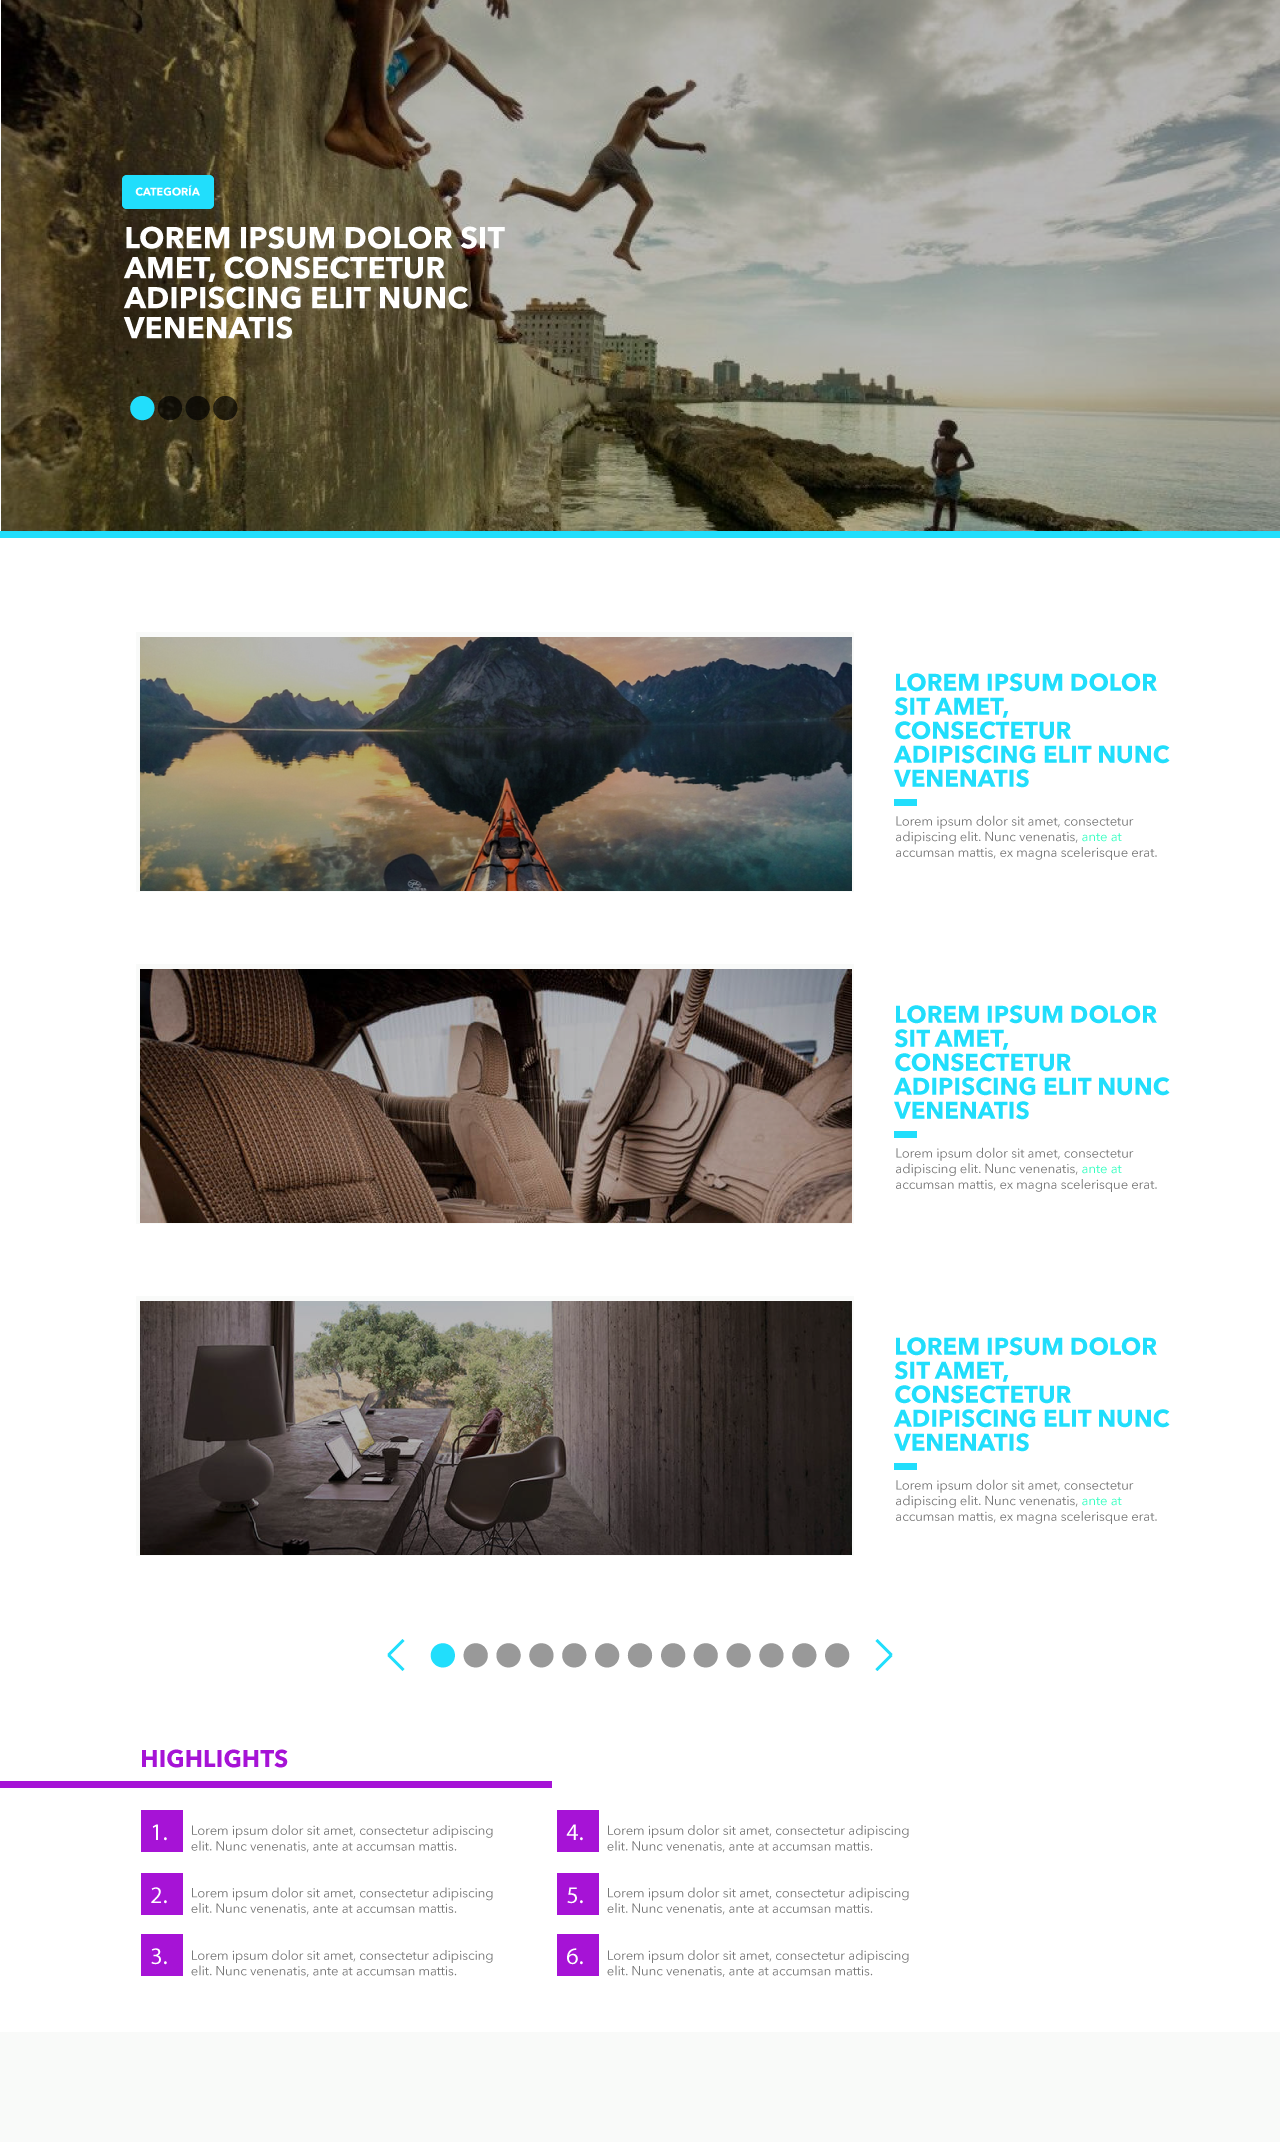 CATEGORÍA
LOREM IPSUM DOLOR SIT
AMET, CONSECTETUR
ADIPISCING ELIT NUNC
VENENATIS
LOREM IPSUM DOLOR
SIT AMET,
CONSECTETUR
ADIPISCING ELIT NUNC
VENENATIS
Lorem ipsum dolor sit amet, consectetur
adipiscing elit. Nunc venenatis, ante at
accumsan mattis, ex magna scelerisque erat.
LOREM IPSUM DOLOR
SIT AMET,
CONSECTETUR
ADIPISCING ELIT NUNC
VENENATIS
Lorem ipsum dolor sit amet, consectetur
adipiscing elit. Nunc venenatis, ante at
accumsan mattis, ex magna scelerisque erat.
LOREM IPSUM DOLOR
SIT AMET,
CONSECTETUR
ADIPISCING ELIT NUNC
VENENATIS
Lorem ipsum dolor sit amet, consectetur
adipiscing elit. Nunc venenatis, ante at
accumsan mattis, ex magna scelerisque erat.
HIGHLIGHTS
1. Lorem ipsum dolor sit amet, consectetur adipiscing
elit. Nunc venenatis, ante at accumsan mattis.
2. Lorem ipsum dolor sit amet, consectetur adipiscing
elit. Nunc venenatis, ante at accumsan mattis.
3. Lorem ipsum dolor sit amet, consectetur adipiscing
elit. Nunc venenatis, ante at accumsan mattis.
4. Lorem ipsum dolor sit amet, consectetur adipiscing
elit. Nunc venenatis, ante at accumsan mattis.
5. Lorem ipsum dolor sit amet, consectetur adipiscing
elit. Nunc venenatis, ante at accumsan mattis.
6. Lorem ipsum dolor sit amet, consectetur adipiscing
elit. Nunc venenatis, ante at accumsan mattis.